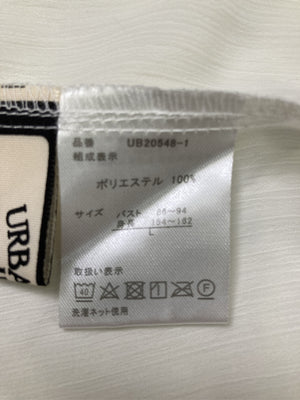 品番 UB20548-1
組成表示
ポリエステル 100%
サイズ バスト 86〜94
身長 154〜162
L
取扱い表示
40
洗濯ネット使用
URBA